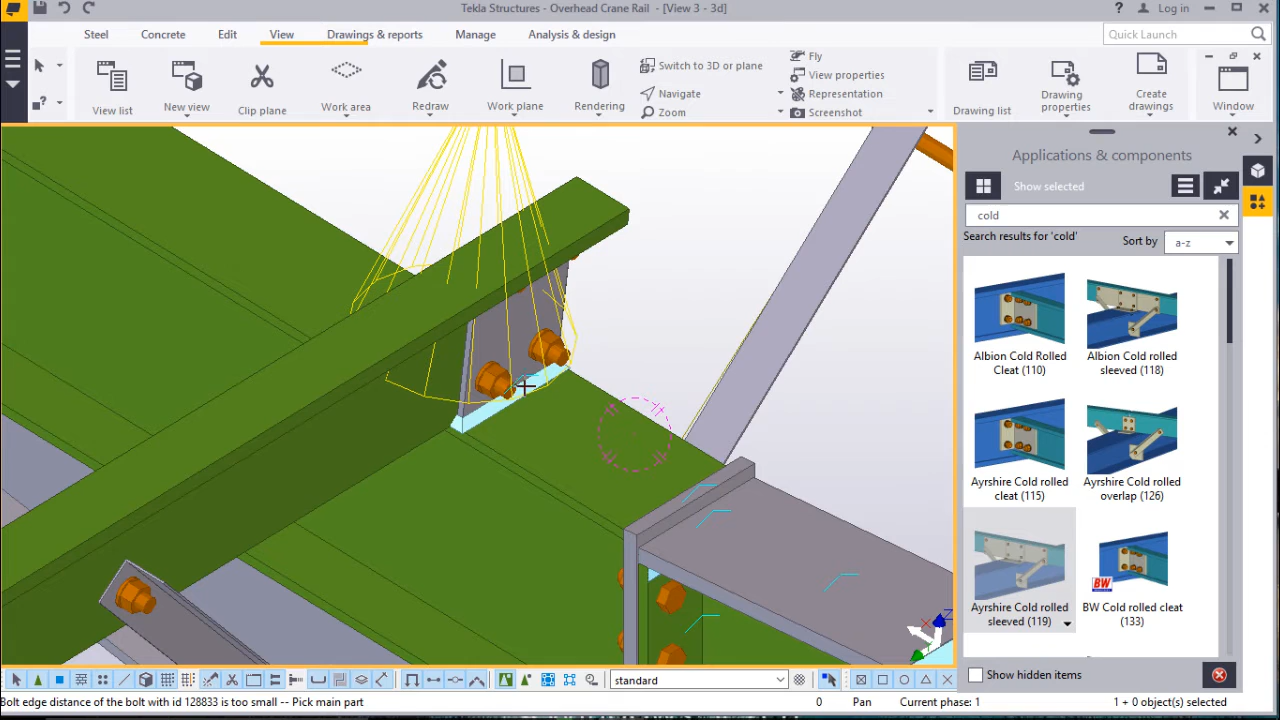 Tekla Structures - Overhead Crane Rail - [View 3 - 3d]
? Log in
Steel Concrete Edit View Drawings & reports Manage Analysis & design
Quick Launch
View list
New view
Clip plane
Work area
Redraw
Work plane
Rendering
Switch to 3D or plane
Navigate
Zoom
Fly
View properties
Representation
Screenshot
Drawing list
Drawing
properties
Create
drawings
Window
Applications & components
Show selected
cold
Search results for 'cold'
Sort by a-z
Albion Cold Rolled
Cleat (110)
Albion Cold rolled
sleeved (118)
Ayrshire Cold rolled
cleat (115)
Ayrshire Cold rolled
overlap (126)
Ayrshire Cold rolled
sleeved (119)
BW
BW Cold rolled cleat
(133)
Z
Show hidden items
standard
Bolt edge distance of the bolt with id 128833 is too small -- Pick main part
0 Pan Current phase: 1 1 + 0 object(s) selected